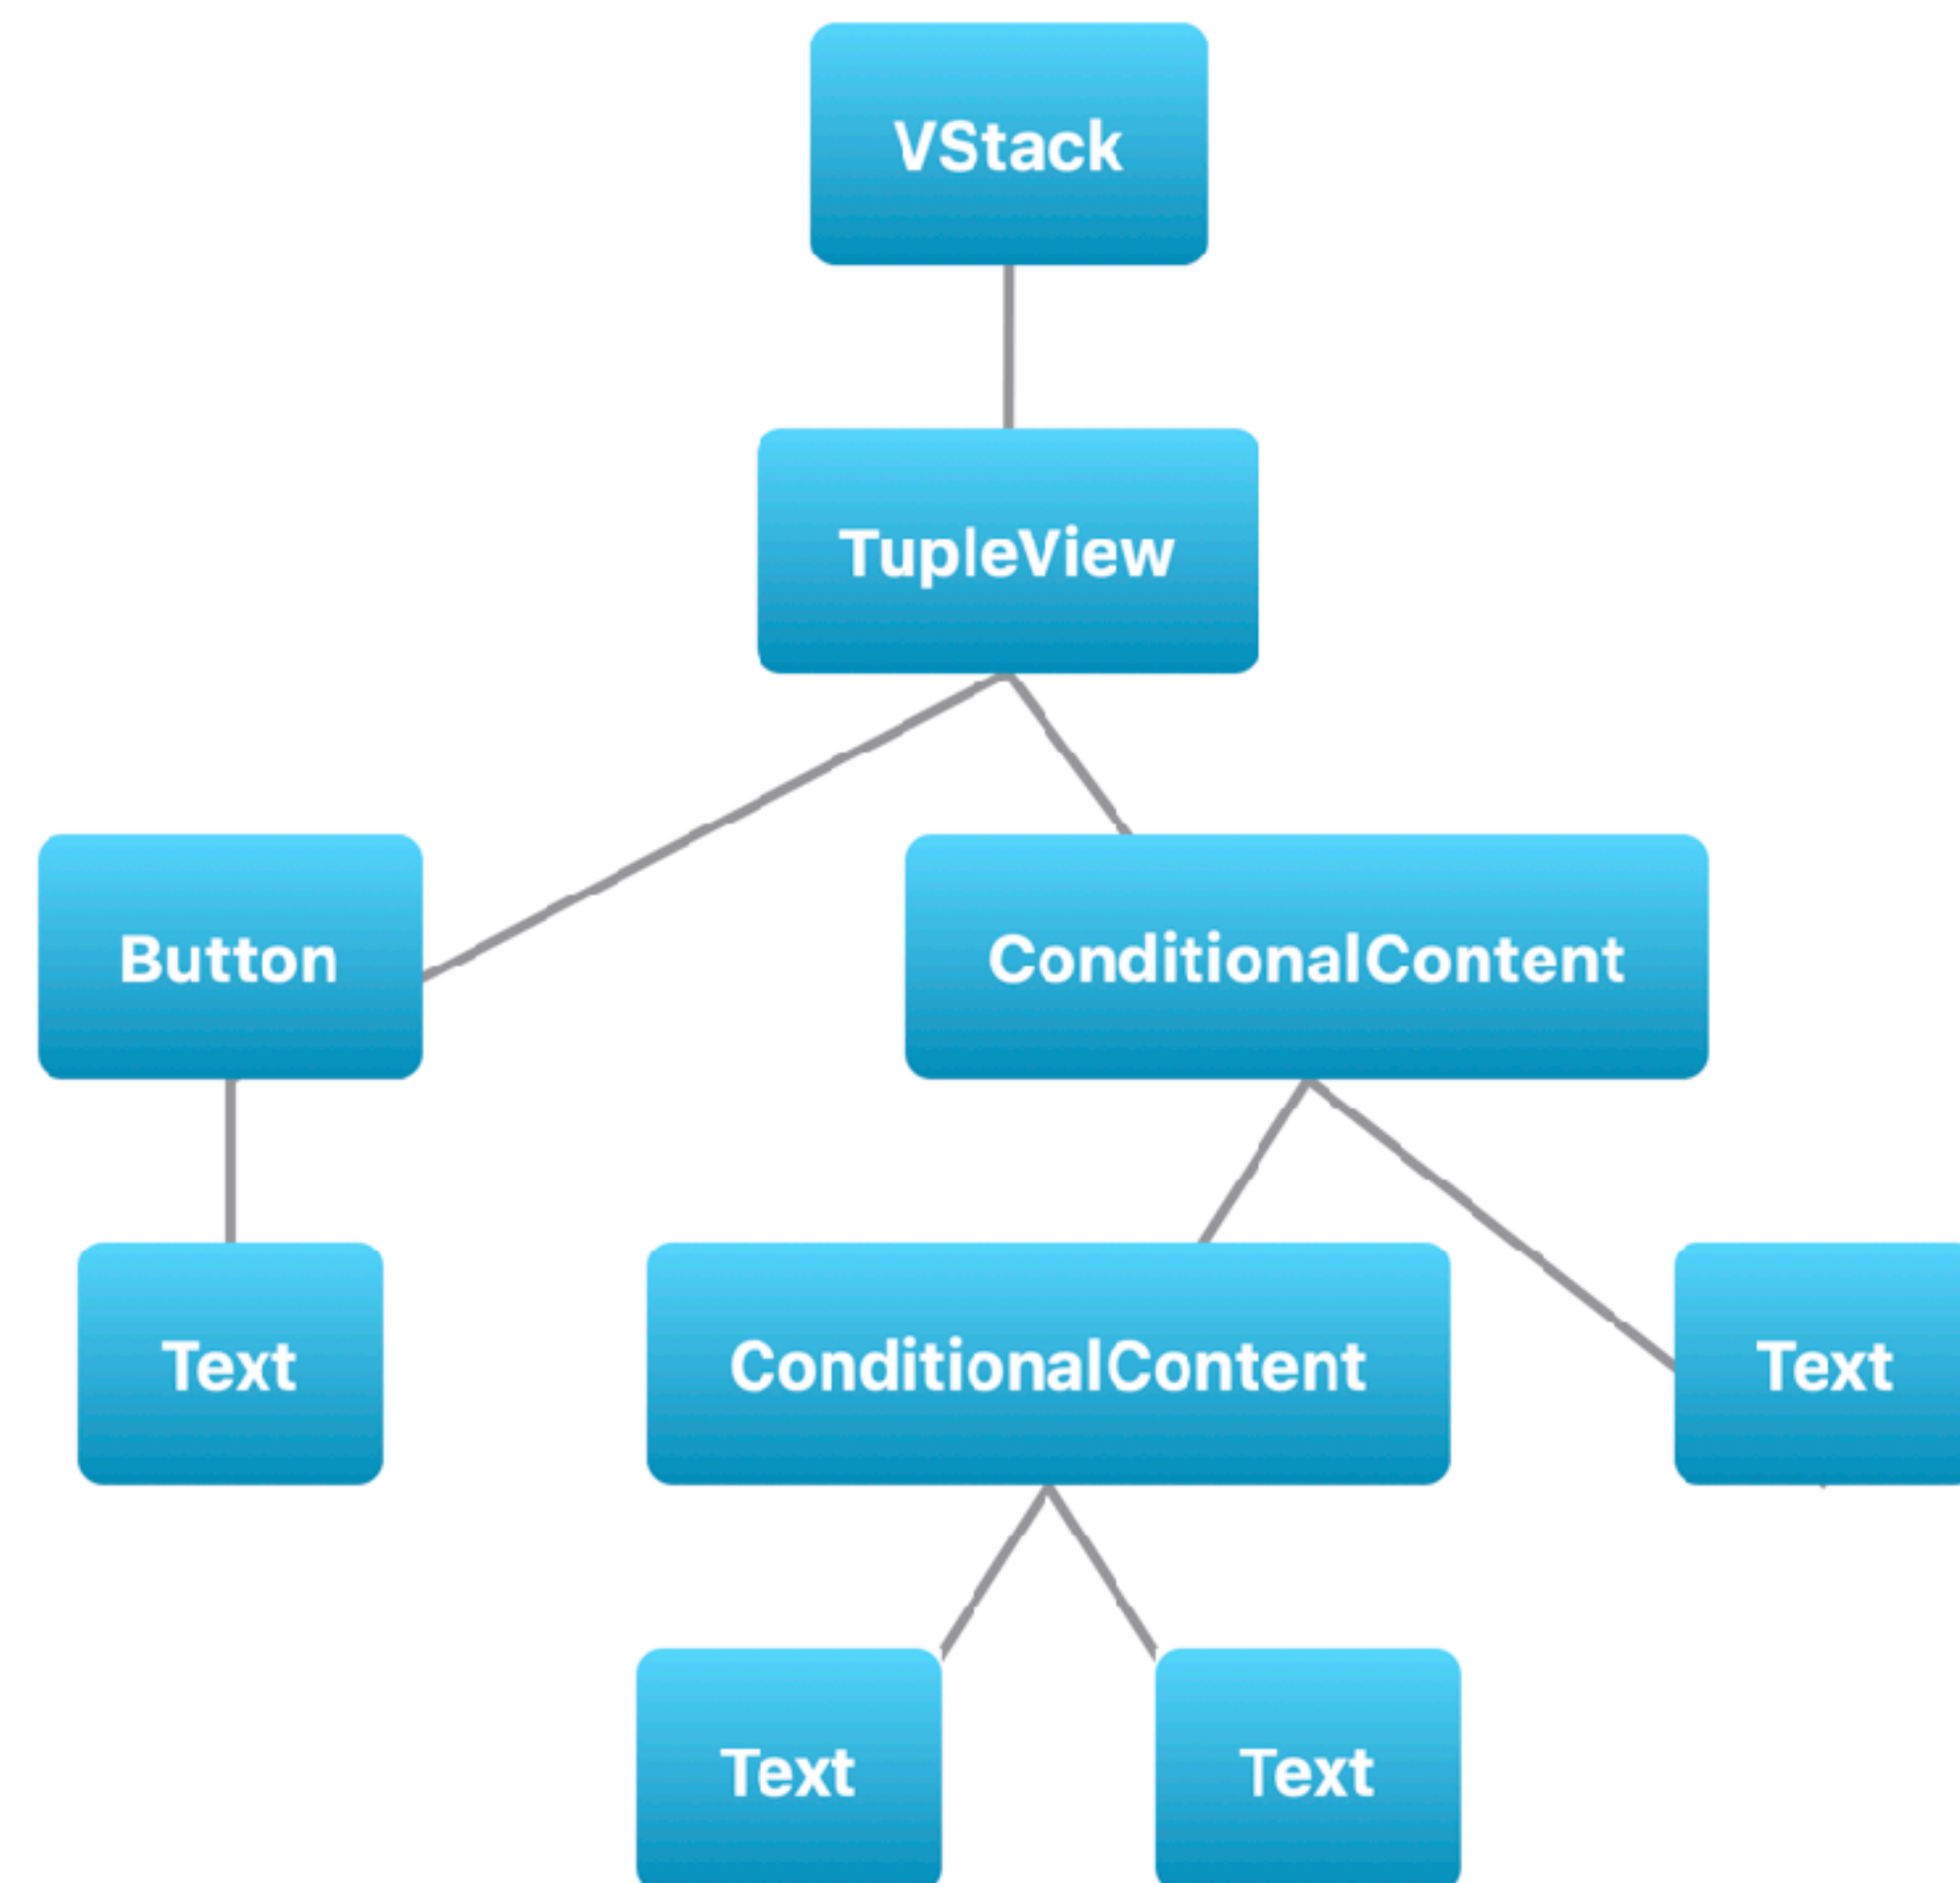 VStack
TupleView
Button
ConditionalContent
Text
ConditionalContent
Text
Text
Text